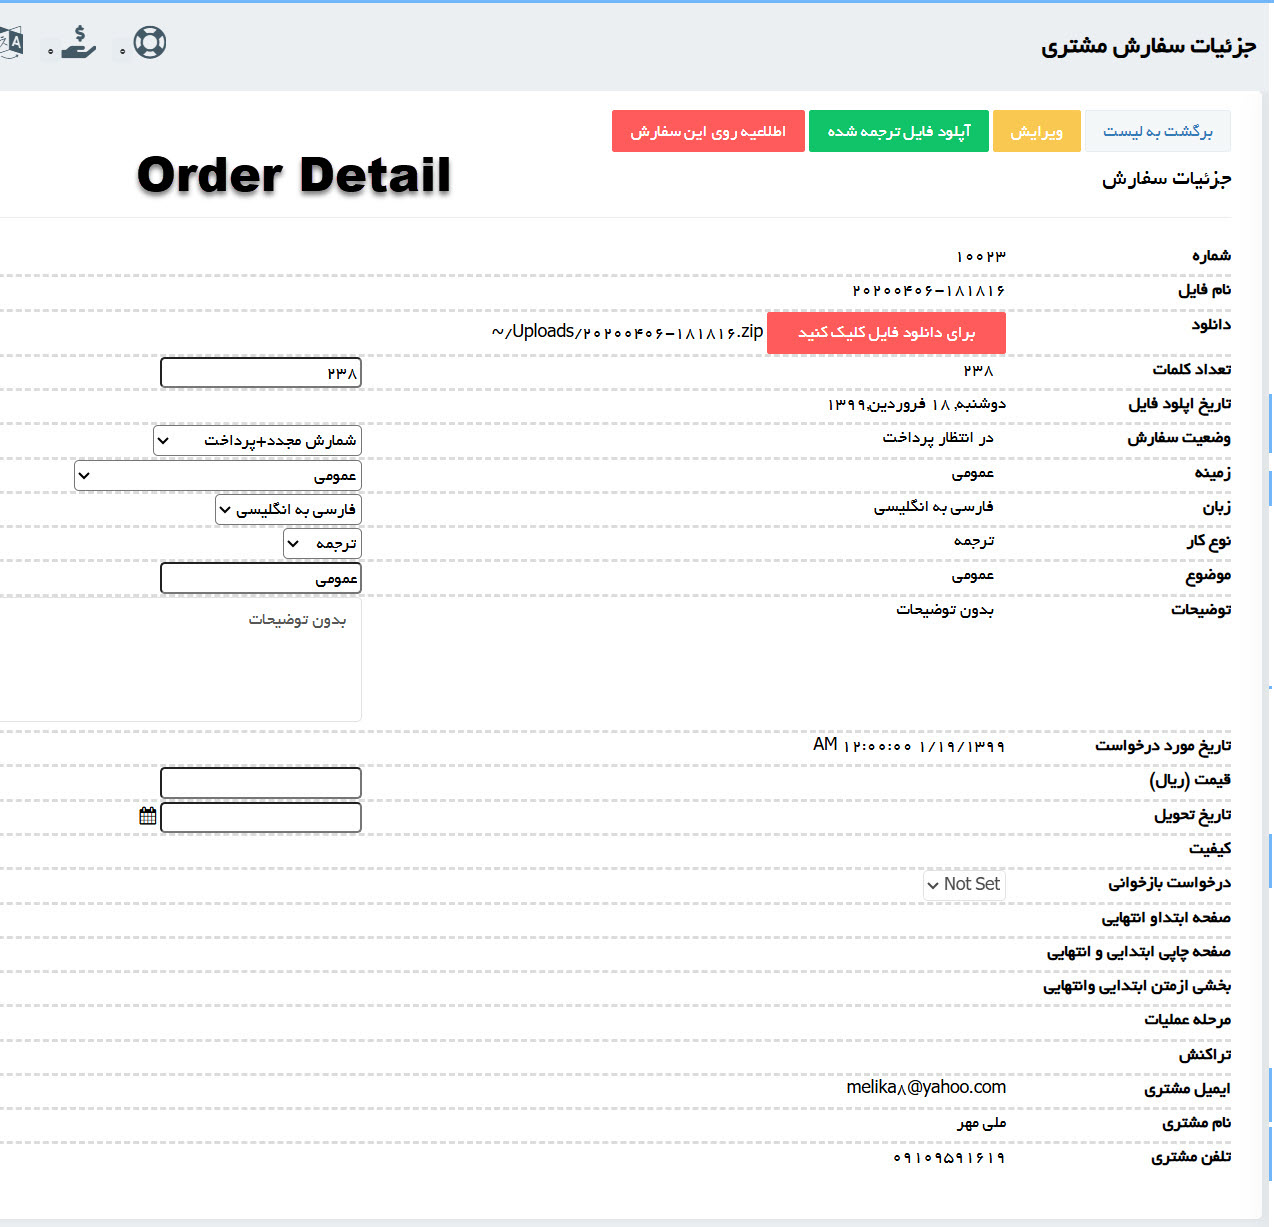 جزئیات سفارش مشتری
۰ ۰
برگشت به لیست ویرایش آپلود فایل ترجمه شده اطلاعیه روی این سفارش
Order Detail
جزئیات سفارش
شماره ۱۰۰۲۳
نام فایل ۲۰۲۰۰۴۰۶-۱۸۱۸۱۶
دانلود برای دانلود فایل کلیک کنید ~/Uploads/۲۰۲۰۰۴۰۶-۱۸۱۸۱۶.zip
تعداد کلمات ۲۳۸ ۲۳۸
تاریخ اپلود فایل دوشنبه, ۱۸ فروردین,۱۳۹۹
وضعیت سفارش در انتظار پرداخت شمارش مجدد+پرداخت
زمینه عمومی عمومی
زبان فارسی به انگلیسی فارسی به انگلیسی
نوع کار ترجمه ترجمه
موضوع عمومی عمومی
توضیحات بدون توضیحات بدون توضیحات
تاریخ مورد درخواست ۱/۱۹/۱۳۹۹ ۱۲:۰۰:۰۰ AM
قیمت (ریال)
تاریخ تحویل
کیفیت
درخواست بازخوانی Not Set
صفحه ابتداو انتهایی
صفحه چاپی ابتدایی و انتهایی
بخشی ازمتن ابتدایی وانتهایی
مرحله عملیات
تراکنش
ایمیل مشتری melika۸@yahoo.com
نام مشتری ملی مهر
تلفن مشتری ۰۹۱۰۹۵۹۱۶۱۹